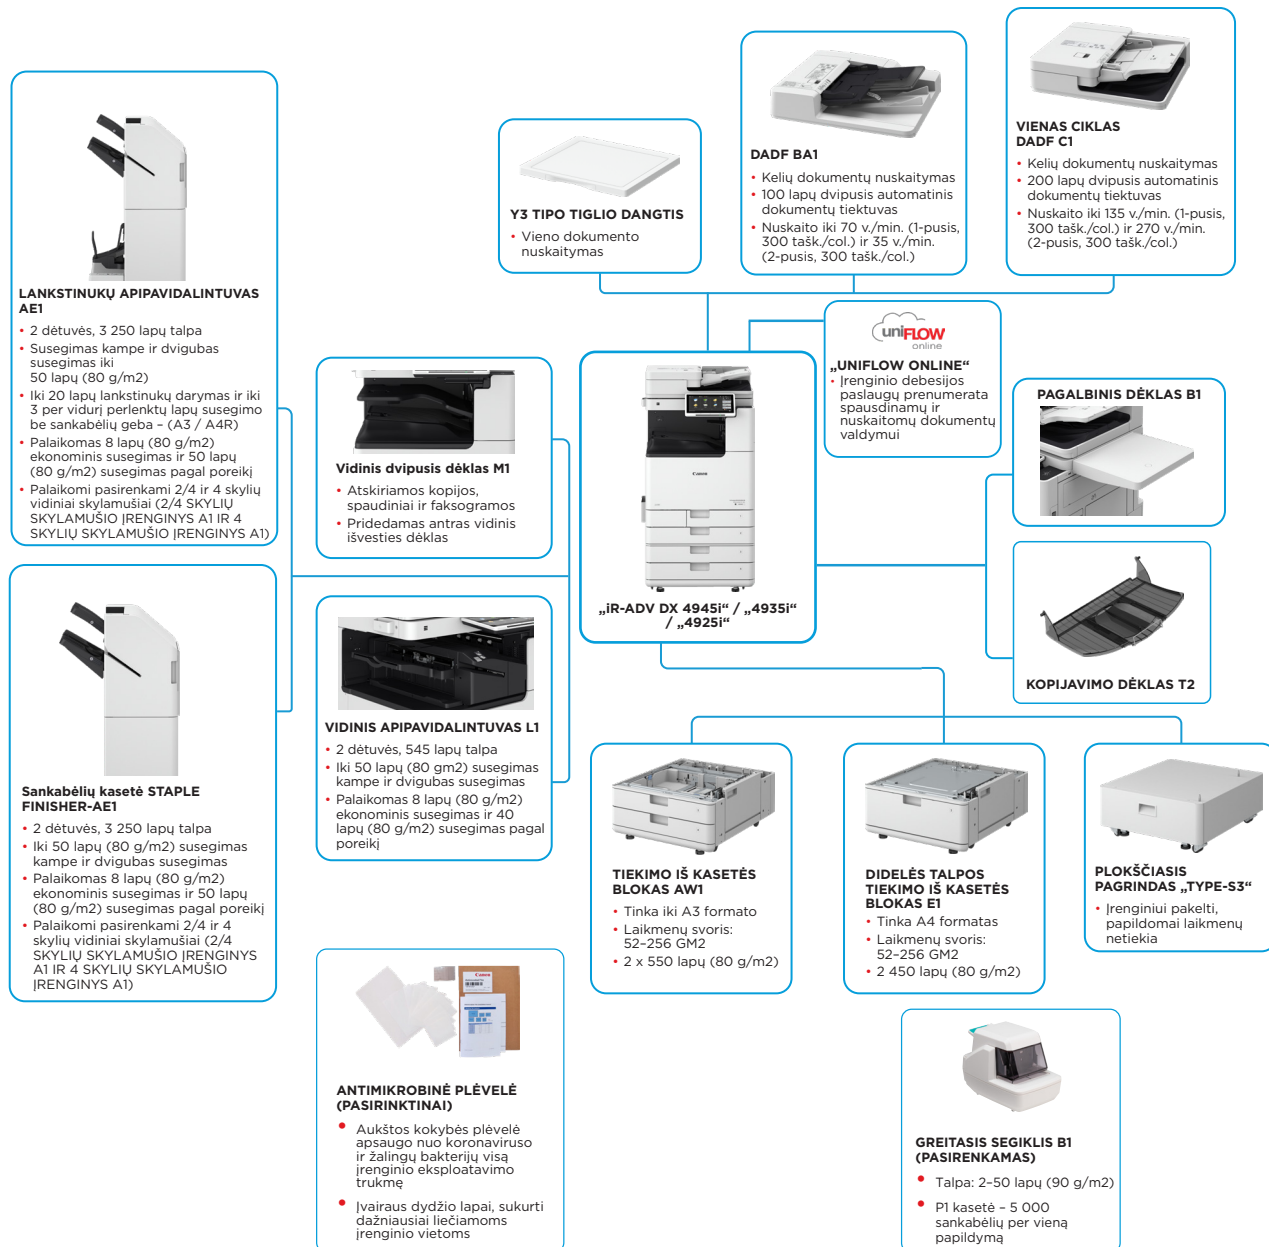 LANKSTINUKŲ APIPAVIDALINTUVAS
AE1
• 2 dėtuvės, 3 250 lapų talpa
• Susegimas kampe ir dvigubas
susegimas iki
50 lapų (80 g/m2)
• Iki 20 lapų lankstinukų darymas ir iki
3 per vidurį perlenktų lapų susegimo
be sankabėlių geba – (A3 / A4R)
• Palaikomas 8 lapų (80 g/m2)
ekonominis susegimas ir 50 lapų
(80 g/m2) susegimas pagal poreikį
• Palaikomi pasirenkami 2/4 ir 4 skylių
vidiniai skylamušiai (2/4 SKYLIŲ
SKYLAMUŠIO ĮRENGINYS A1 IR 4
SKYLIŲ SKYLAMUŠIO ĮRENGINYS A1)
Sankabėlių kasetė STAPLE
FINISHER-AE1
• 2 dėtuvės, 3 250 lapų talpa
• Iki 50 lapų (80 g/m2) susegimas
kampe ir dvigubas susegimas
• Palaikomas 8 lapų (80 g/m2)
ekonominis susegimas ir 50 lapų
(80 g/m2) susegimas pagal poreikį
• Palaikomi pasirenkami 2/4 ir 4
skylių vidiniai skylamušiai (2/4
SKYLIŲ SKYLAMUŠIO ĮRENGINYS
A1 IR 4 SKYLIŲ SKYLAMUŠIO
ĮRENGINYS A1)
Vidinis dvipusis dėklas M1
• Atskiriamos kopijos,
spaudiniai ir faksogramos
• Pridedamas antras vidinis
išvesties dėklas
VIDINIS APIPAVIDALINTUVAS L1
• 2 dėtuvės, 545 lapų talpa
• Iki 50 lapų (80 gm2) susegimas
kampe ir dvigubas susegimas
• Palaikomas 8 lapų (80 g/m2)
ekonominis susegimas ir 40
lapų (80 g/m2) susegimas pagal
poreikį
Y3 TIPO TIGLIO DANGTIS
• Vieno dokumento
nuskaitymas
DADF BA1
• Kelių dokumentų nuskaitymas
• 100 lapų dvipusis automatinis
dokumentų tiektuvas
• Nuskaito iki 70 v./min. (1-pusis,
300 tašk./col.) ir 35 v./min.
(2-pusis, 300 tašk./col.)
VIENAS CIKLAS
DADF C1
• Kelių dokumentų nuskaitymas
• 200 lapų dvipusis automatinis
dokumentų tiektuvas
• Nuskaito iki 135 v./min. (1-pusis,
300 tašk./col.) ir 270 v./min.
(2-pusis, 300 tašk./col.)
uniFLOW
online
„UNIFLOW ONLINE“
• Įrenginio debesijos
paslaugų prenumerata
spausdinamų ir
nuskaitomų dokumentų
valdymui
Canon
„iR-ADV DX 4945i“ / „4935i“
/ „4925i“
PAGALBINIS DĖKLAS B1
KOPIJAVIMO DĖKLAS T2
TIEKIMO IŠ KASETĖS
BLOKAS AW1
• Tinka iki A3 formato
• Laikmenų svoris:
52–256 GM2
• 2 x 550 lapų (80 g/m2)
DIDELĖS TALPOS
TIEKIMO IŠ KASETĖS
BLOKAS E1
• Tinka A4 formatas
• Laikmenų svoris:
52–256 GM2
• 2 450 lapų (80 g/m2)
PLOKŠČIASIS
PAGRINDAS „TYPE-S3“
• Įrenginiui pakelti,
papildomai laikmenų
netiekia
Canon
ANTIMIKROBINĖ PLĖVELĖ
(PASIRINKTINAI)
• Aukštos kokybės plėvelė
apsaugo nuo koronaviruso
ir žalingų bakterijų visą
įrenginio eksploatavimo
trukmę
• Įvairaus dydžio lapai, sukurti
dažniausiai liečiamoms
įrenginio vietoms
GREITASIS SEGIKLIS B1
(PASIRENKAMAS)
• Talpa: 2–50 lapų (90 g/m2)
• P1 kasetė – 5 000
sankabėlių per vieną
papildymą